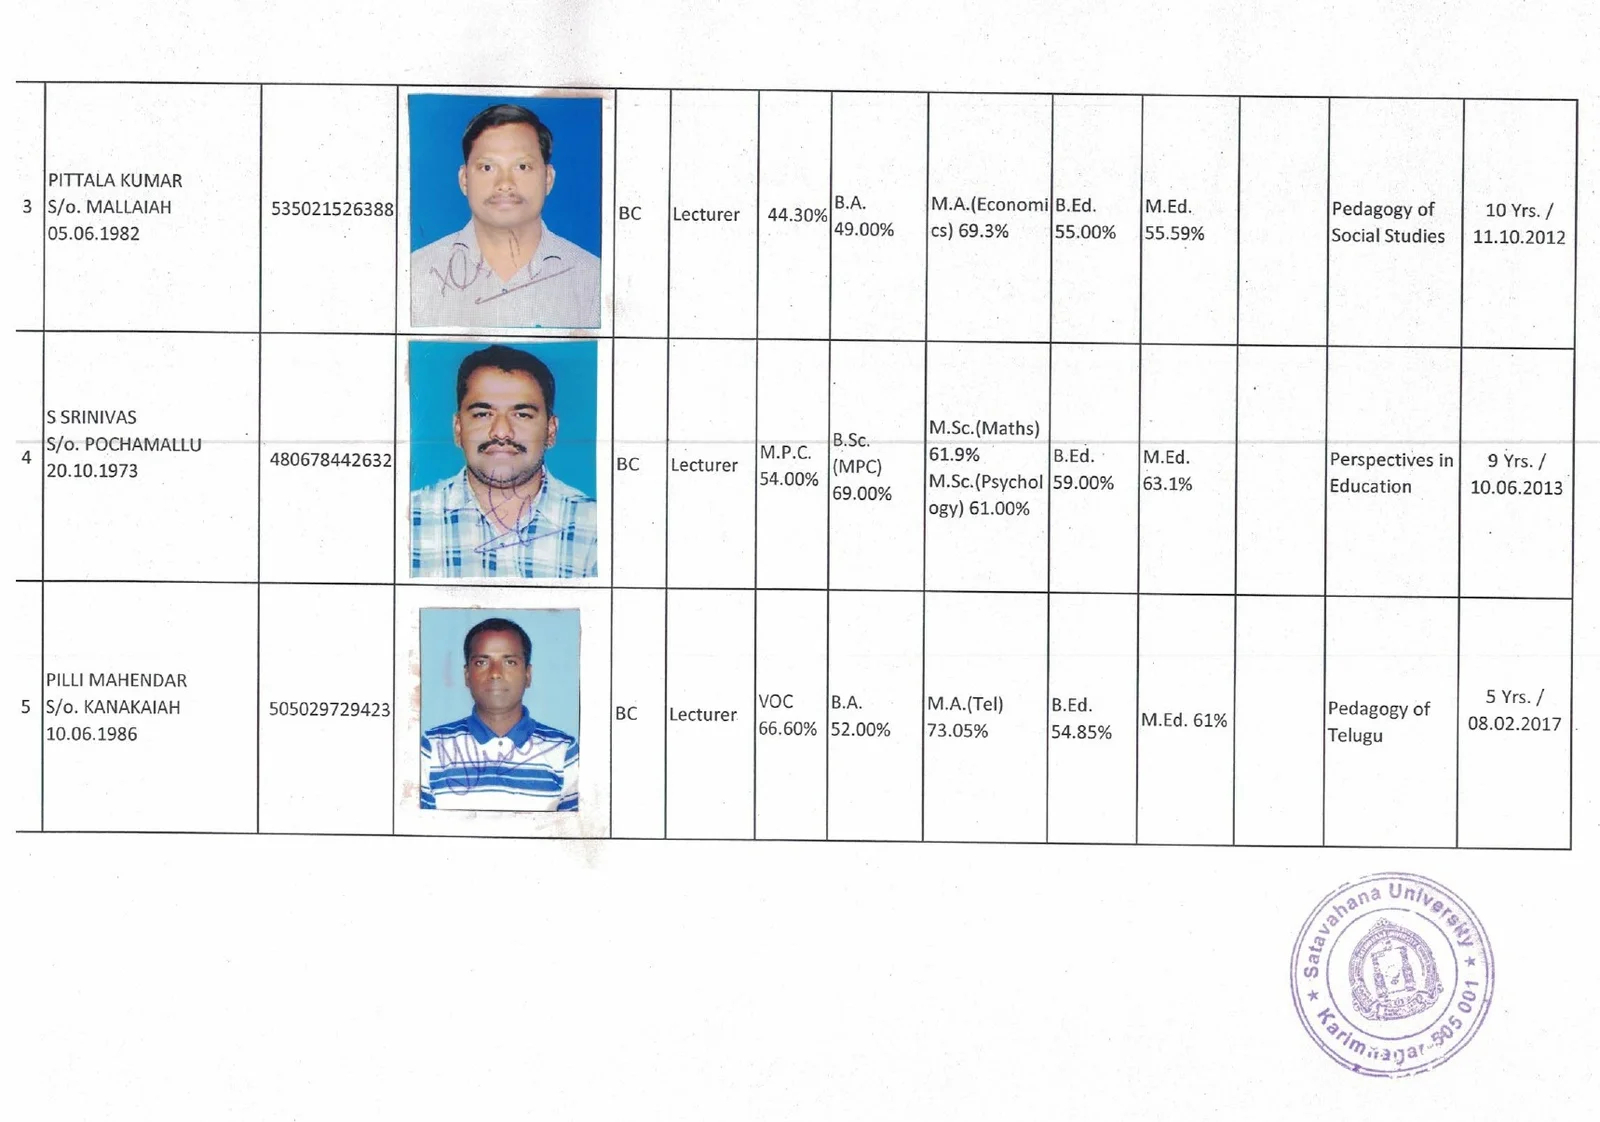 3
PITTALA KUMAR
S/o. MALLAIAH
05.06.1982
535021526388
BC
Lecturer
44.30%
B.A.
49.00%
M.A.(Economi
cs) 69.3%
B.Ed.
55.00%
M.Ed.
55.59%
Pedagogy of
Social Studies
10 Yrs. /
11.10.2012
4
S SRINIVAS
S/o. POCHAMALLU
20.10.1973
480678442632
BC
Lecturer
M.P.C.
54.00%
B.Sc.
(MPC)
69.00%
M.Sc.(Maths)
61.9%
M.Sc.(Psychol
ogy) 61.00%
B.Ed.
59.00%
M.Ed.
63.1%
Perspectives in
Education
9 Yrs. /
10.06.2013
5
PILLI MAHENDAR
S/o. KANAKAIAH
10.06.1986
505029729423
BC
Lecturer
VOC
66.60%
B.A.
52.00%
M.A.(Tel)
73.05%
B.Ed.
54.85%
M.Ed. 61%
Pedagogy of
Telugu
5 Yrs. /
08.02.2017
Satavahana University
Karimnagar-505 001